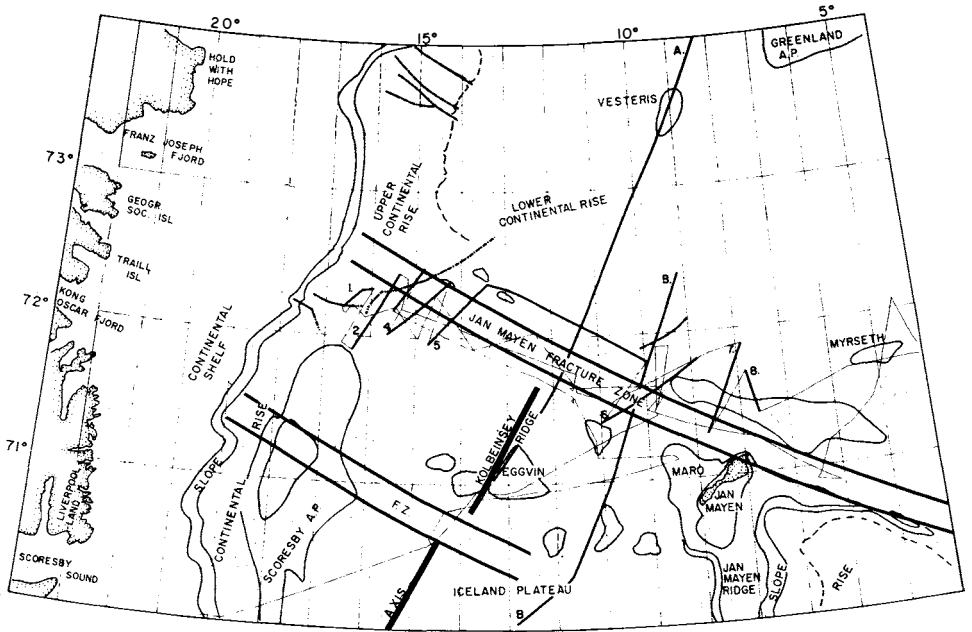 20°
15°
10°
5°
A.
GREENLAND
A.P.
HOLD
WITH
HOPE
VESTERIS
FRANZ JOSEPH
FJORD
73°
UPPER
CONTINENTAL
RISE
LOWER
CONTINENTAL RISE
GEOGR
SOC. ISL
TRAILL
ISL
KONG
OSCAR FJORD
72°
1.
2.
4
5
B.
JAN MAYEN FRACTURE ZONE
MYRSETH
7.
8.
6
CONTINENTAL
SHELF
71°
SLOPE
CONTINENTAL
RISE
KOLBEINSEY
RIDGE
EGGVIN
MARO
JAN
MAYEN
LIVERPOOL
LAND
SCORESBY A.P
F.Z.
SCORESBY
SOUND
AXIS
ICELAND PLATEAU
B
JAN
MAYEN
RIDGE
SLOPE
RISE